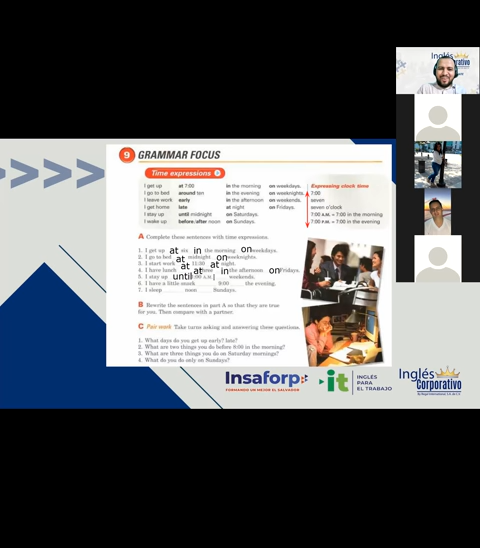 Inglés
Corporativo
9 GRAMMAR FOCUS
Time expressions
I get up at 7:00 in the morning on weekdays. Expressing clock time
I go to bed around ten in the evening on weeknights. 7:00
I leave work early in the afternoon on weekends. seven
I get home late at night on Fridays. seven o'clock
I stay up until midnight on Saturdays. 7:00 A.M. = 7:00 in the morning
I wake up before/after noon on Sundays. 7:00 P.M. = 7:00 in the evening
A Complete these sentences with time expressions.
1. I get up at six in the morning on weekdays.
2. I go to bed at midnight on weeknights.
3. I start work at 11:30 at night.
4. I have lunch at three in the afternoon on Fridays.
5. I stay up until :00 A.M. weekends.
6. I have a little snack 9:00 the evening.
7. I sleep noon Sundays.
B Rewrite the sentences in part A so that they are true
for you. Then compare with a partner.
C Pair work Take turns asking and answering these questions.
1. What days do you get up early? late?
2. What are two things you do before 8:00 in the morning?
3. What are three things you do on Saturday mornings?
4. What do you do only on Sundays?
Insaforp
FORMANDO UN MEJOR EL SALVADOR
it
INGLÉS
PARA
EL TRABAJO
Inglés
Corporativo